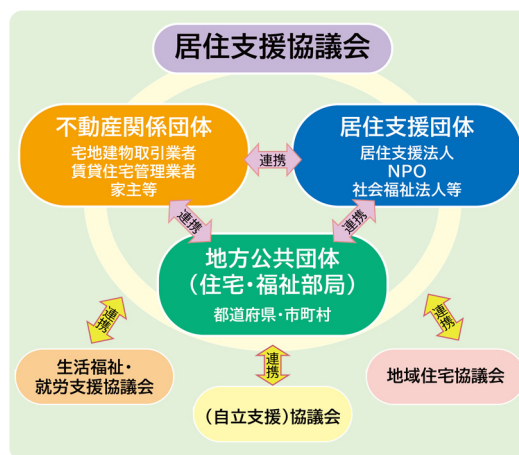 居住支援協議会
不動産関係団体
宅地建物取引業者
賃貸住宅管理業者
家主等
連携
居住支援団体
居住支援法人
NPO
社会福祉法人等
連携
連携
地方公共団体
（住宅・福祉部局）
都道府県・市町村
連携
連携
連携
生活福祉・
就労支援協議会
（自立支援）協議会
地域住宅協議会